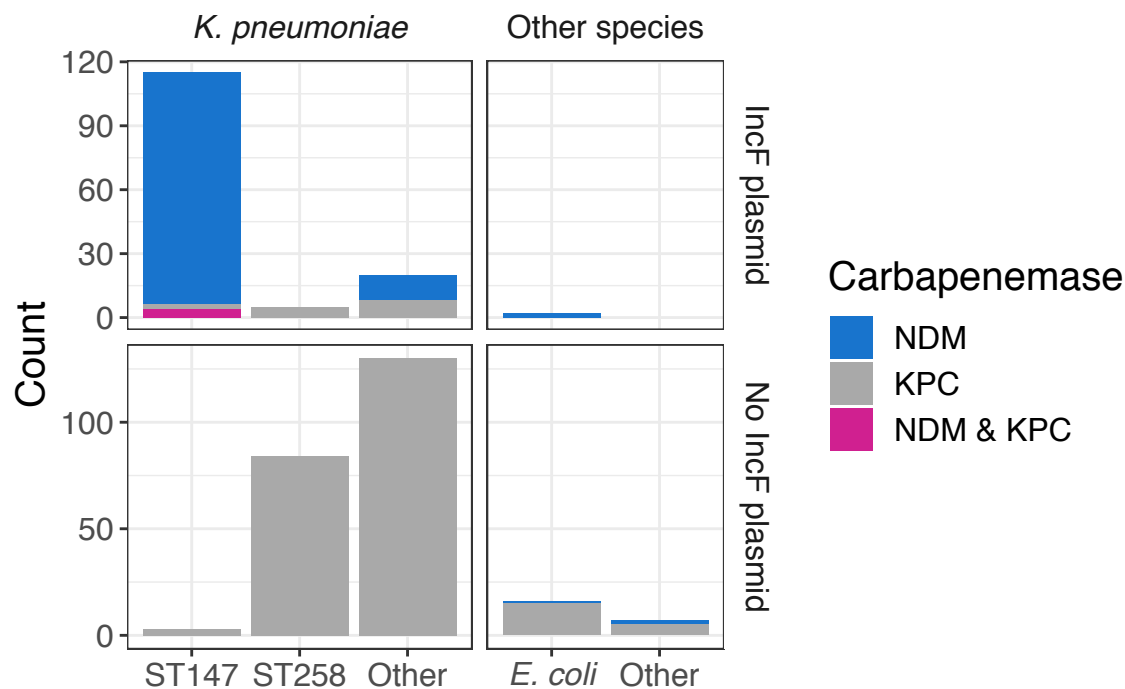 K. pneumoniae
Other species
120
90
60
30
0
IncF plasmid
Count
100
50
0
No IncF plasmid
ST147
ST258
Other
E. coli
Other
Carbapenemase
NDM
KPC
NDM & KPC